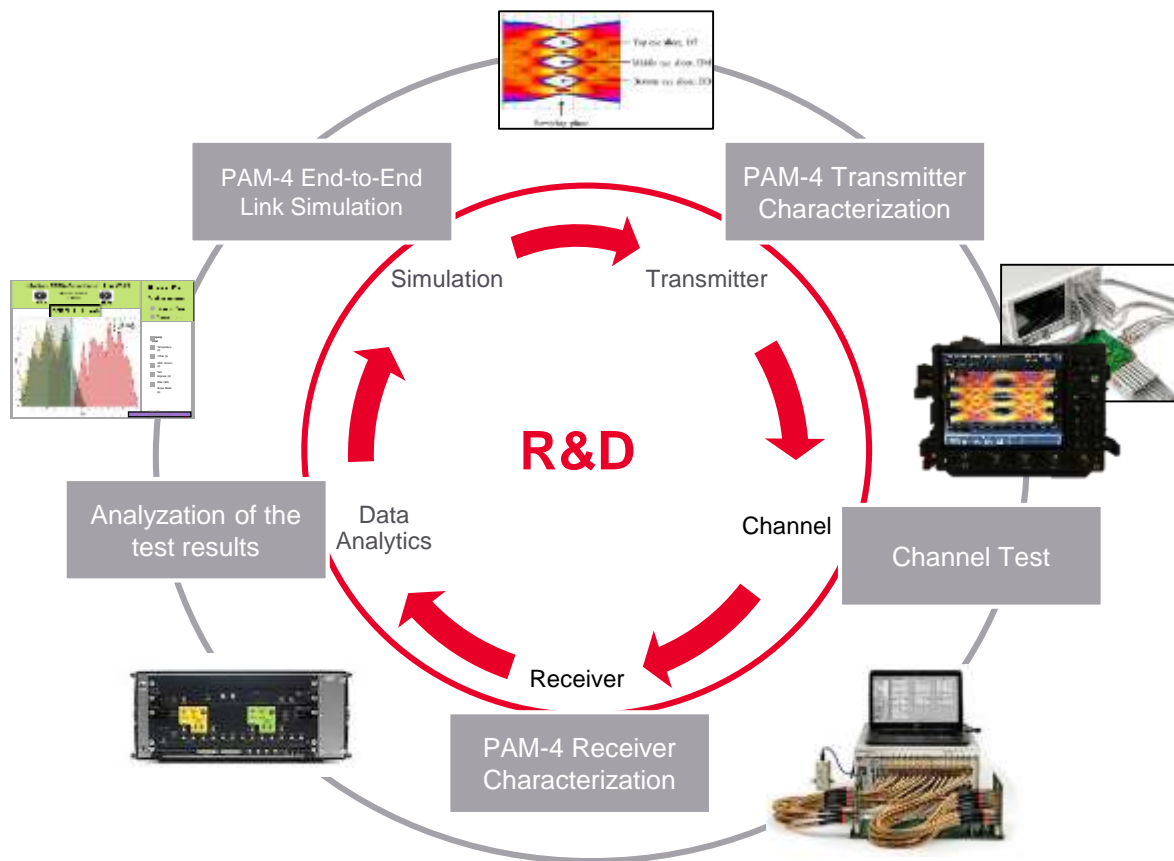 PAM-4 End-to-End
Link Simulation
PAM-4 Transmitter
Characterization
Simulation
Transmitter
R&D
Analyzation of the
test results
Data
Analytics
Channel
Channel Test
Receiver
PAM-4 Receiver
Characterization